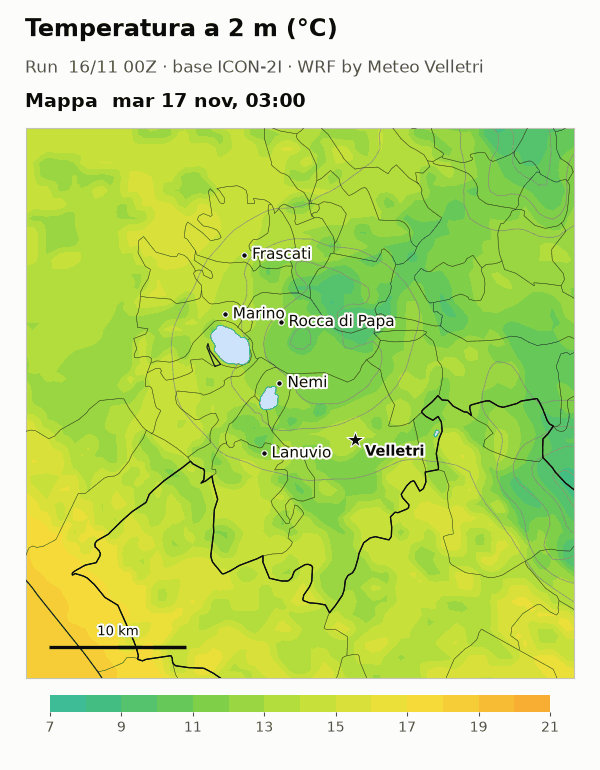 Temperatura a 2 m (°C)
Run  16/11 00Z · base ICON-2I · WRF by Meteo Velletri
Mappa  mar 17 nov, 03:00
Frascati
Marino
Rocca di Papa
Nemi
Velletri
Lanuvio
10 km
7 9 11 13 15 17 19 21